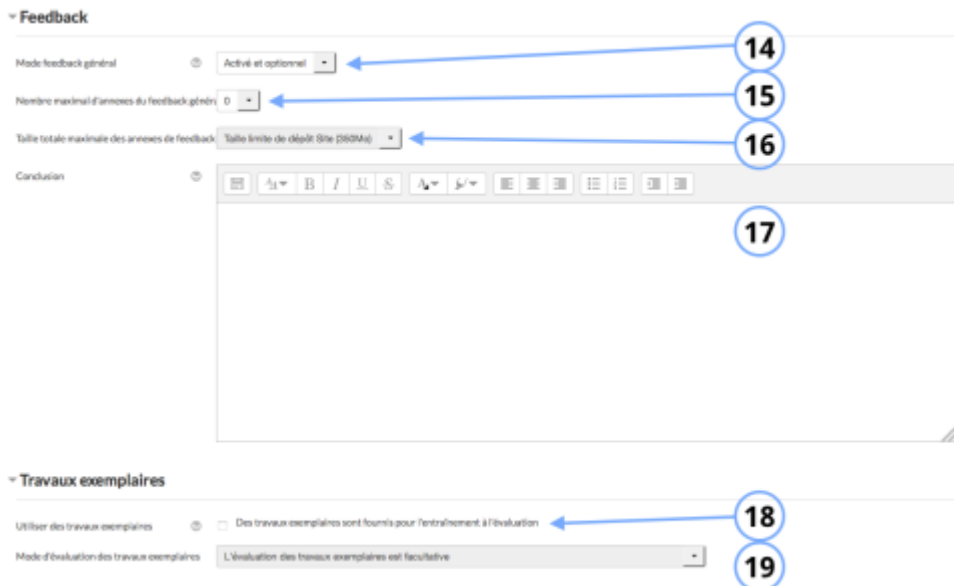 Feedback
14
Mode feedback général Activé et optionnel
15
Nombre maximal d'annexes du feedback génér 0
16
Taille totale maximale des annexes de feedback Taille limite de dépôt Site (350Mo)
Conclusion
B I U S
17
Travaux exemplaires
18
Utiliser des travaux exemplaires Des travaux exemplaires sont fournis pour l'entraînement à l'évaluation
Mode d'évaluation des travaux exemplaires L'évaluation des travaux exemplaires est facultative
19